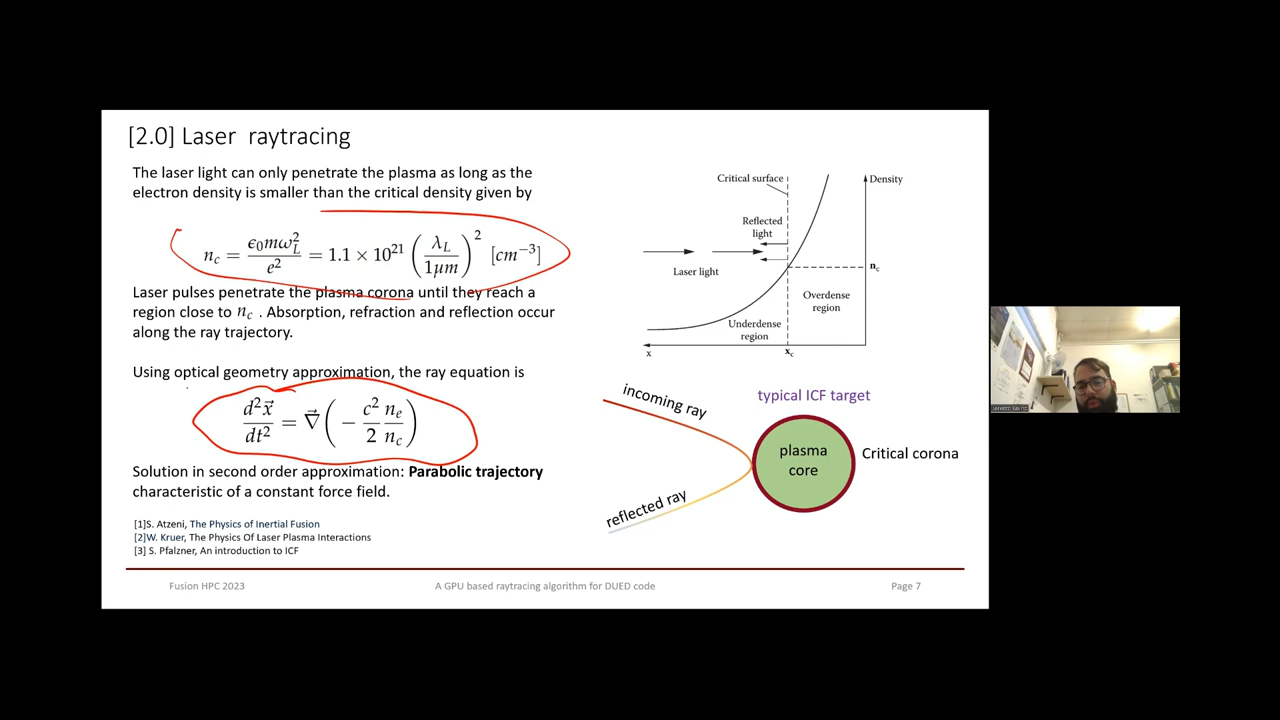 [2.0] Laser raytracing
The laser light can only penetrate the plasma as long as the
electron density is smaller than the critical density given by
n_c = ϵ_0 m ω_L^2 / e^2 = 1.1 × 10^21 (λ_L / 1μm)^2 [cm^−3]
Laser pulses penetrate the plasma corona until they reach a
region close to n_c . Absorption, refraction and reflection occur
along the ray trajectory.
Using optical geometry approximation, the ray equation is
d^2x⃗ / dt^2 = ∇⃗ ( − c^2 / 2 n_e / n_c )
Solution in second order approximation: Parabolic trajectory
characteristic of a constant force field.
[1]S. Atzeni, The Physics of Inertial Fusion
[2]W. Kruer, The Physics Of Laser Plasma Interactions
[3] S. Pfalzner, An introduction to ICF
Critical surface
Density
Reflected
light
Laser light
n_c
Overdense
region
Underdense
region
x
x_c
incoming ray
typical ICF target
plasma
core
Critical corona
reflected ray
Fusion HPC 2023
A GPU based raytracing algorithm for DUED code
Page 7